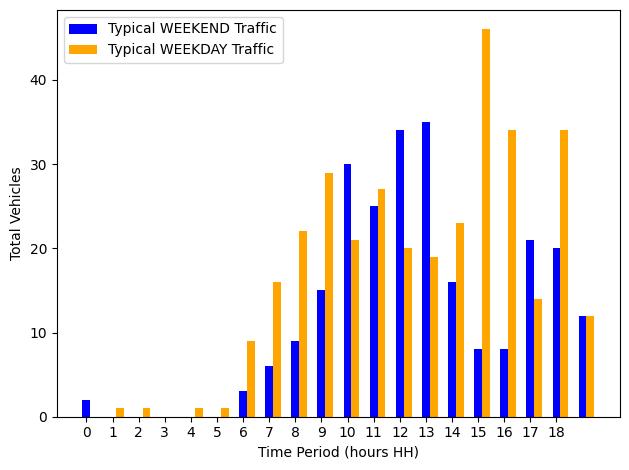 Typical WEEKEND Traffic
Typical WEEKDAY Traffic
Total Vehicles
40
30
20
10
0
0 1 2 3 4 5 6 7 8 9 10 11 12 13 14 15 16 17 18
Time Period (hours HH)